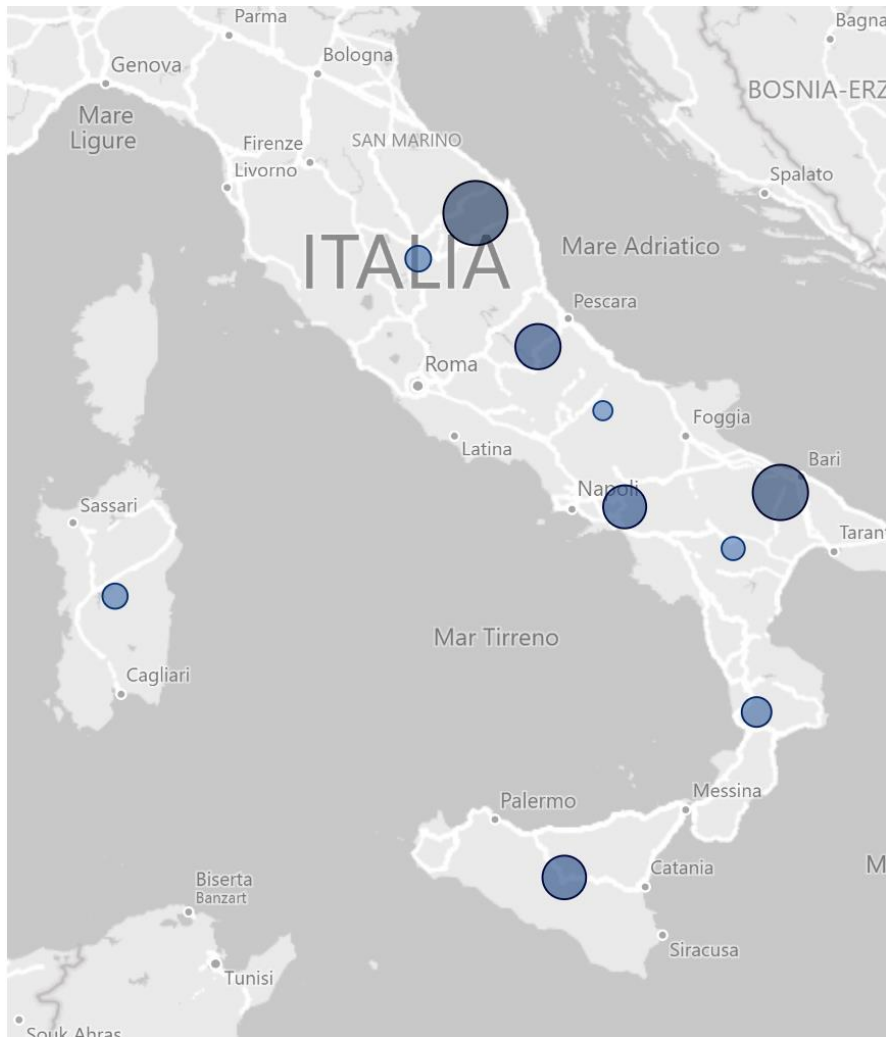 Parma
Bagna
Genova
Bologna
BOSNIA-ERZ
Mare
Ligure
Firenze
SAN MARINO
Livorno
Spalato
ITALIA
Mare Adriatico
Pescara
Roma
Foggia
Latina
Bari
Napoli
Sassari
Tarant
Mar Tirreno
Cagliari
Messina
Palermo
M
Catania
Biserta
Banzart
Siracusa
Tunisi
Souk Ahras